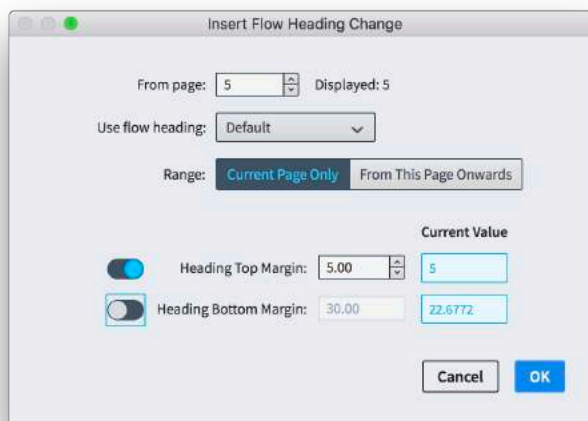 Insert Flow Heading Change
From page: 5 Displayed: 5
Use flow heading: Default
Range: Current Page Only From This Page Onwards
Current Value
Heading Top Margin: 5.00 5
Heading Bottom Margin: 30.00 22.6772
Cancel OK